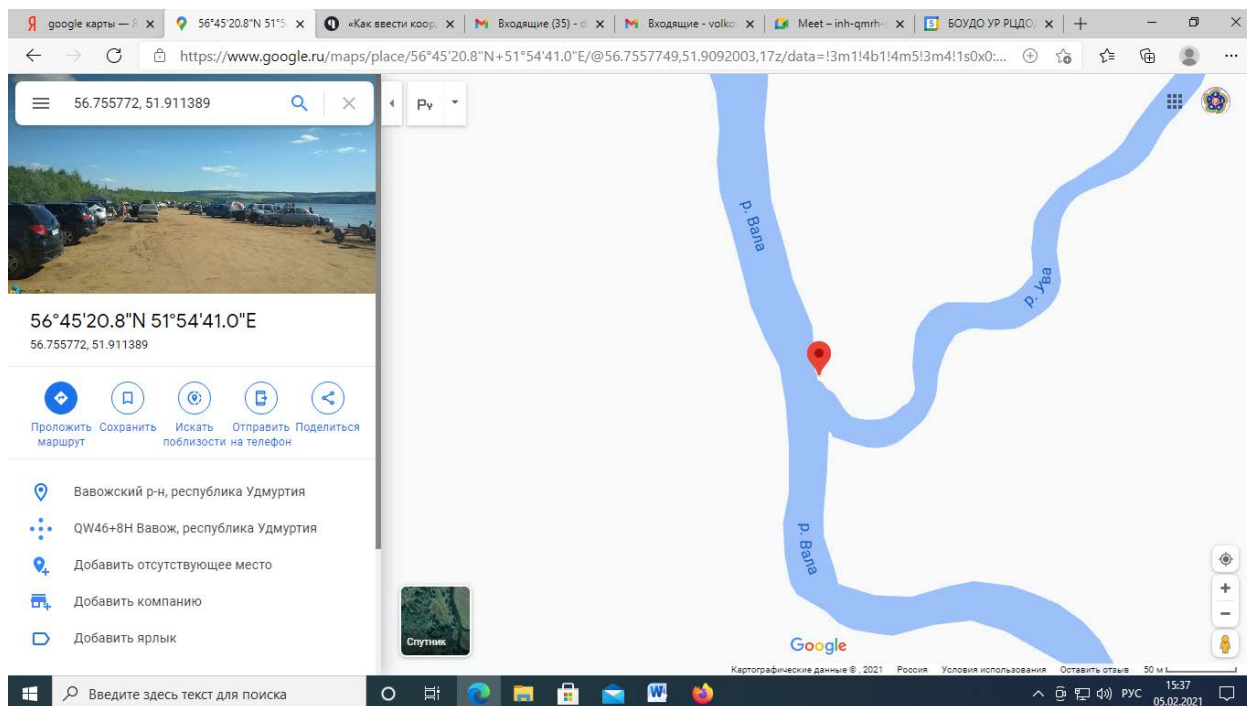 google карты —
56°45'20.8"N 51°5
«Как ввести коор
Входящие (35) - d
Входящие - volko
Meet – inh-qmrh-
БОУДО УР РЦДО
https://www.google.ru/maps/place/56°45'20.8"N+51°54'41.0"E/@56.7557749,51.9092003,17z/data=!3m1!4b1!4m5!3m4!1s0x0:...
56.755772, 51.911389
Ру
56°45'20.8"N 51°54'41.0"E
56.755772, 51.911389
Проложить маршрут
Сохранить
Искать поблизости
Отправить на телефон
Поделиться
Вавожский р-н, республика Удмуртия
QW46+8H Вавож, республика Удмуртия
Добавить отсутствующее место
Добавить компанию
Добавить ярлык
р. Вала
р. Ува
р. Вала
Спутник
Google
Картографические данные ©, 2021 Россия Условия использования Оставить отзыв 50 м
Введите здесь текст для поиска
РУС
15:37
05.02.2021